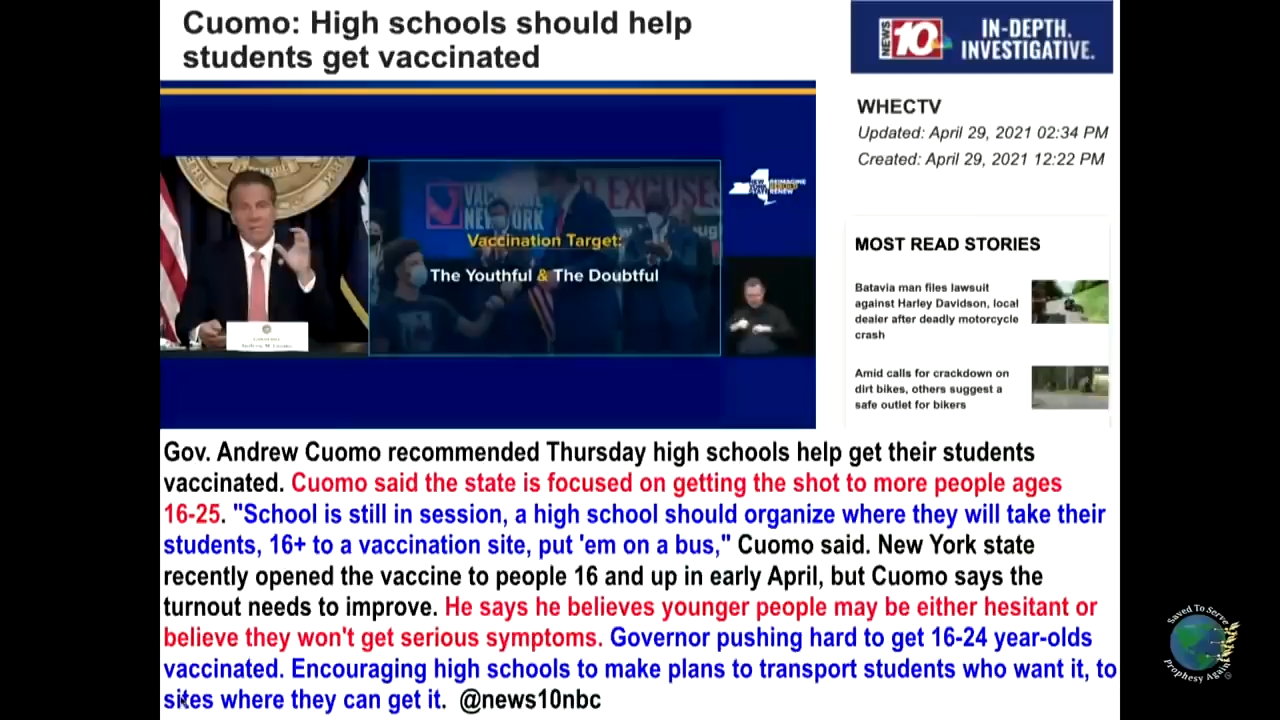 Cuomo: High schools should help
students get vaccinated
NEWS
10
IN-DEPTH.
INVESTIGATIVE.
WHECTV
Updated: April 29, 2021 02:34 PM
Created: April 29, 2021 12:22 PM
NEW YORK
Vaccination Target:
The Youthful & The Doubtful
MOST READ STORIES
Batavia man files lawsuit
against Harley Davidson, local
dealer after deadly motorcycle
crash
Amid calls for crackdown on
dirt bikes, others suggest a
safe outlet for bikers
Gov. Andrew Cuomo recommended Thursday high schools help get their students
vaccinated. Cuomo said the state is focused on getting the shot to more people ages
16-25. "School is still in session, a high school should organize where they will take their
students, 16+ to a vaccination site, put 'em on a bus," Cuomo said. New York state
recently opened the vaccine to people 16 and up in early April, but Cuomo says the
turnout needs to improve. He says he believes younger people may be either hesitant or
believe they won't get serious symptoms. Governor pushing hard to get 16-24 year-olds
vaccinated. Encouraging high schools to make plans to transport students who want it, to
sites where they can get it. @news10nbc
Saved To Serve
Prophesy Again